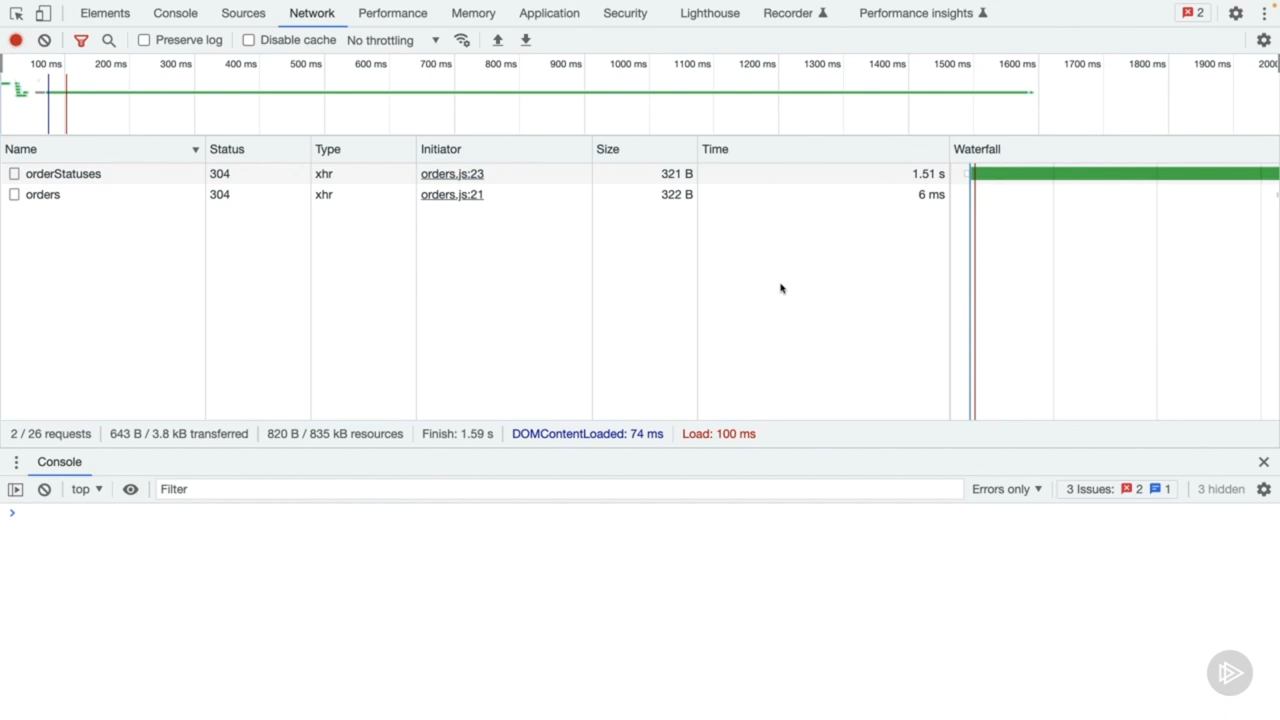 Elements Console Sources Network Performance Memory Application Security Lighthouse Recorder Performance insights 2
Preserve log Disable cache No throttling
100 ms 200 ms 300 ms 400 ms 500 ms 600 ms 700 ms 800 ms 900 ms 1000 ms 1100 ms 1200 ms 1300 ms 1400 ms 1500 ms 1600 ms 1700 ms 1800 ms 1900 ms
Name Status Type Initiator Size Time Waterfall
orderStatuses 304 xhr orders.js:23 321 B 1.51 s
orders 304 xhr orders.js:21 322 B 6 ms
2 / 26 requests 643 B / 3.8 kB transferred 820 B / 835 kB resources Finish: 1.59 s DOMContentLoaded: 74 ms Load: 100 ms
Console
top Filter Errors only 3 Issues: 2 1 3 hidden